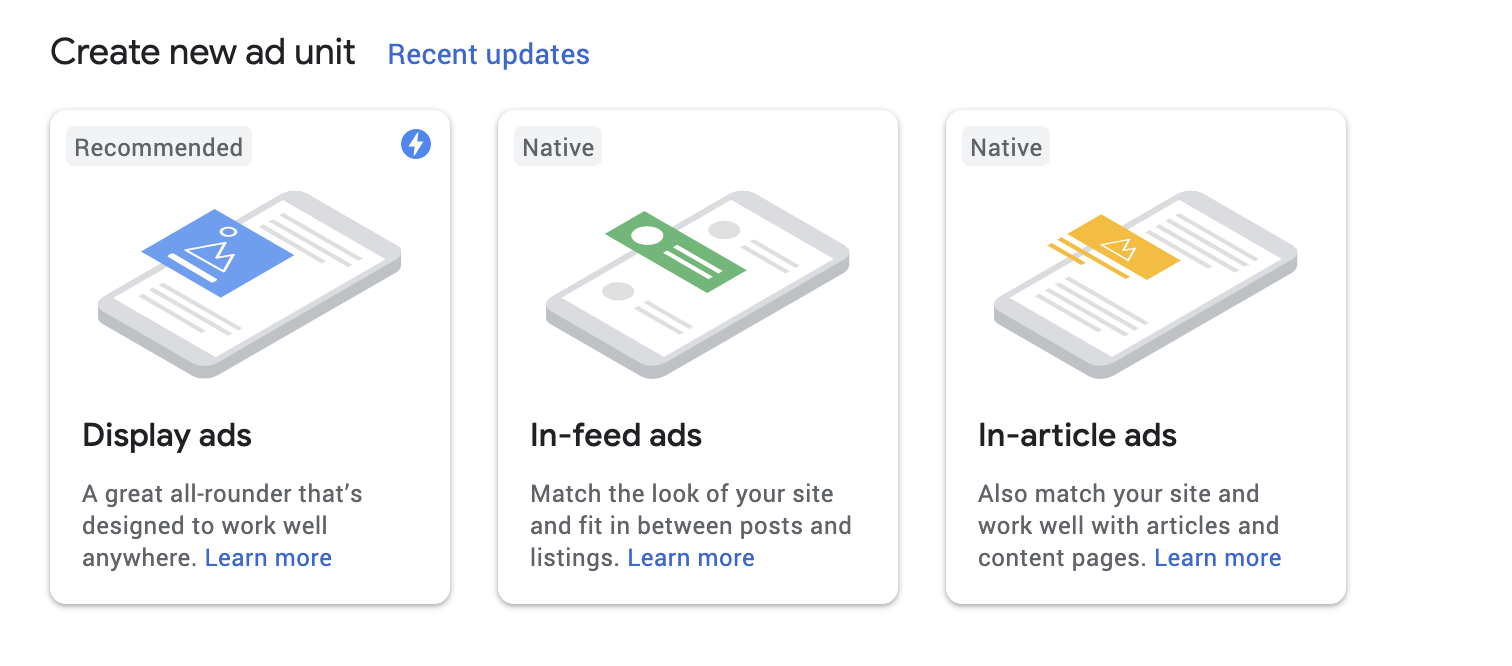 Create new ad unit Recent updates
Recommended
Display ads
A great all-rounder that’s
designed to work well
anywhere. Learn more
Native
In-feed ads
Match the look of your site
and fit in between posts and
listings. Learn more
Native
In-article ads
Also match your site and
work well with articles and
content pages. Learn more